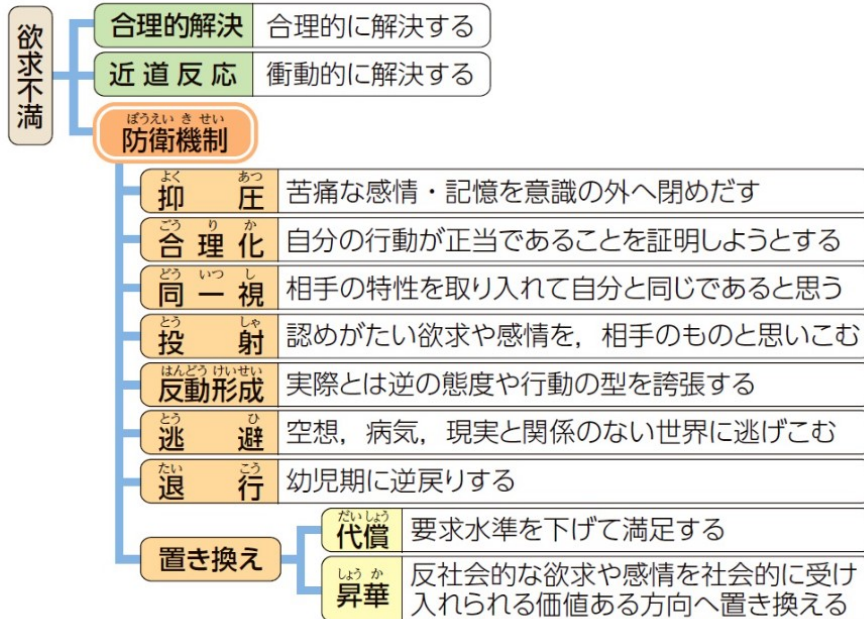 欲求不満
合理的解決 合理的に解決する
近道反応 衝動的に解決する
ぼうえいきせい
防衛機制
よくあつ
抑圧 苦痛な感情・記憶を意識の外へ閉めだす
ごうりか
合理化 自分の行動が正当であることを証明しようとする
どういつし
同一視 相手の特性を取り入れて自分と同じであると思う
とうしゃ
投射 認めがたい欲求や感情を，相手のものと思いこむ
はんどうけいせい
反動形成 実際とは逆の態度や行動の型を誇張する
とうひ
逃避 空想，病気，現実と関係のない世界に逃げこむ
たいこう
退行 幼児期に逆戻りする
置き換え
だいしょう
代償 要求水準を下げて満足する
しょうか
昇華 反社会的な欲求や感情を社会的に受け
入れられる価値ある方向へ置き換える